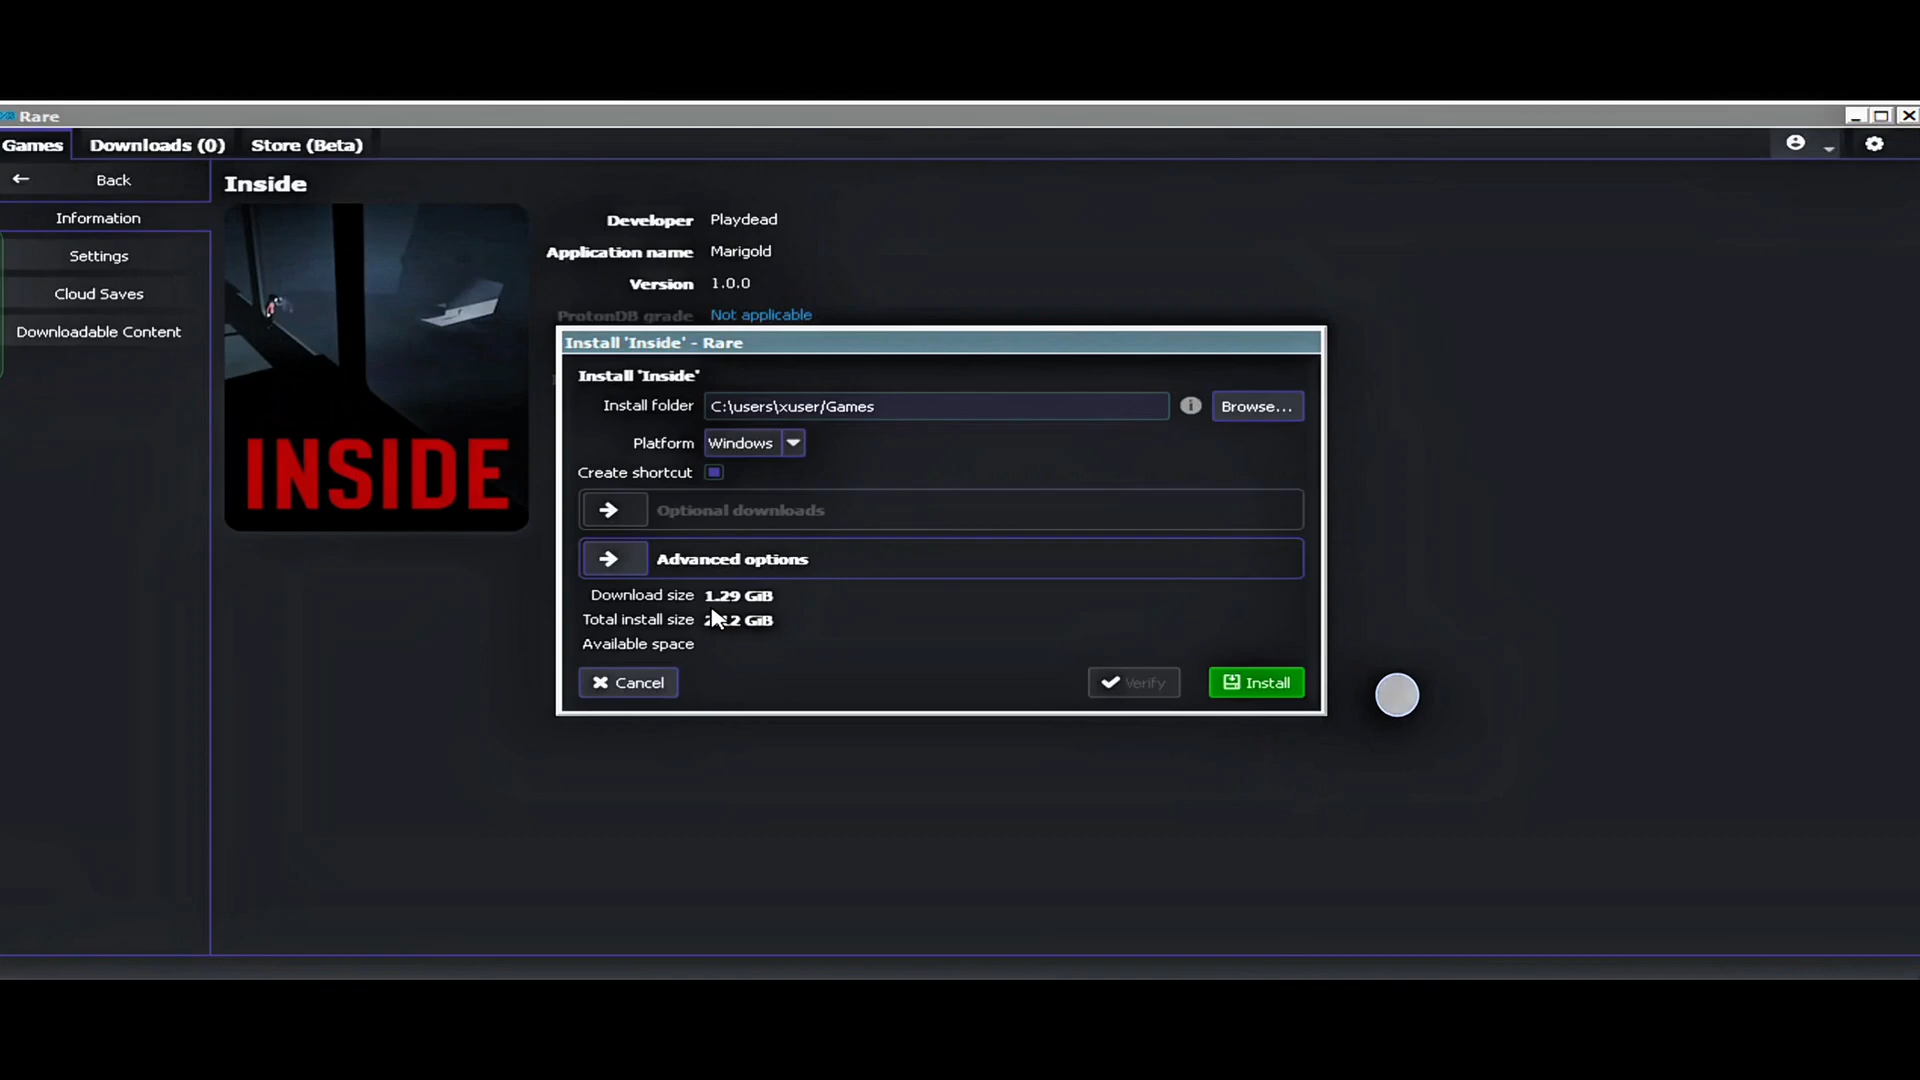 Rare
Games Downloads (0) Store (Beta)
Back
Information
Settings
Cloud Saves
Downloadable Content
Inside
INSIDE
Developer Playdead
Application name Marigold
Version 1.0.0
ProtonDB grade Not applicable
Install 'Inside' - Rare
Install 'Inside'
Install folder C:\users\xuser/Games Browse...
Platform Windows
Create shortcut
Optional downloads
Advanced options
Download size 1.29 GiB
Total install size GiB
Available space
Cancel Verify Install